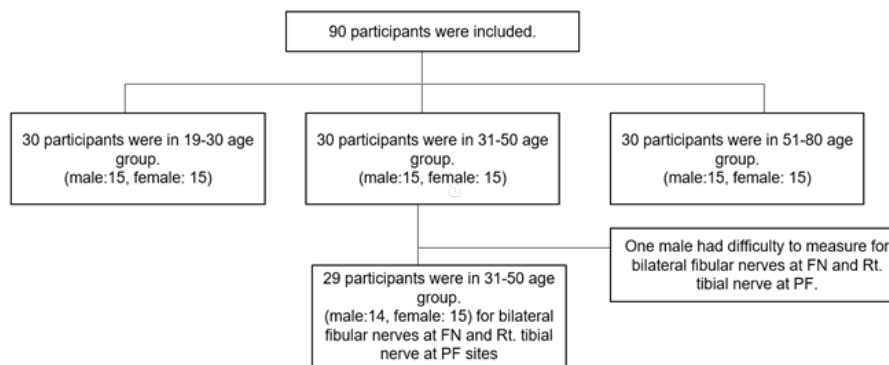 90 participants were included.
30 participants were in 19-30 age
group.
(male:15, female: 15)
30 participants were in 31-50 age
group.
(male:15, female: 15)
30 participants were in 51-80 age
group.
(male:15, female: 15)
One male had difficulty to measure for
bilateral fibular nerves at FN and Rt.
tibial nerve at PF.
29 participants were in 31-50 age
group.
(male:14, female: 15) for bilateral
fibular nerves at FN and Rt. tibial
nerve at PF sites